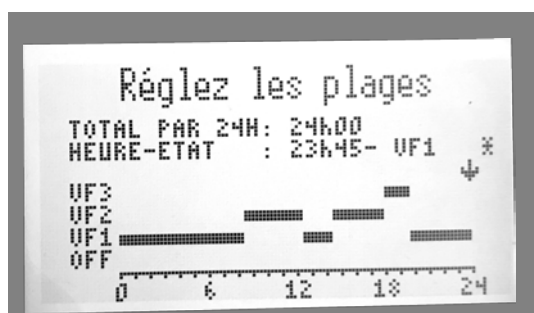 Réglez les plages
TOTAL PAR 24H: 24h00
HEURE-ETAT : 23h45- VF1 *
VF3
VF2
VF1
OFF
0 6 12 18 24